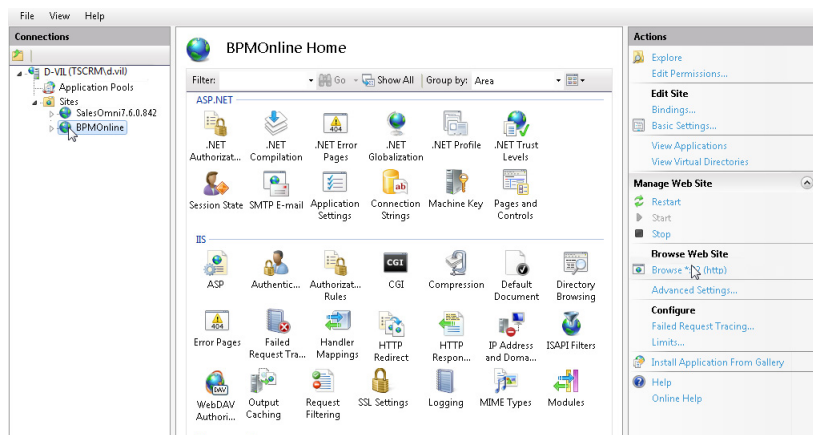 File View Help
Connections
D-VIL (TSCRM\d.vil)
Application Pools
Sites
SalesOmni7.6.0.842
BPMOnline
BPMOnline Home
Filter: Go Show All Group by: Area
ASP.NET
.NET Authorizat...
.NET Compilation
.NET Error Pages
.NET Globalization
.NET Profile
.NET Trust Levels
Session State
SMTP E-mail
Application Settings
Connection Strings
Machine Key
Pages and Controls
IIS
ASP
Authentic...
Authorizat... Rules
CGI
Compression
Default Document
Directory Browsing
Error Pages
Failed Request Tra...
Handler Mappings
HTTP Redirect
HTTP Respon...
IP Address and Doma...
ISAPI Filters
WebDAV Authori...
Output Caching
Request Filtering
SSL Settings
Logging
MIME Types
Modules
Actions
Explore
Edit Permissions...
Edit Site
Bindings...
Basic Settings...
View Applications
View Virtual Directories
Manage Web Site
Restart
Start
Stop
Browse Web Site
Browse (http)
Advanced Settings...
Configure
Failed Request Tracing...
Limits...
Install Application From Gallery
Help
Online Help